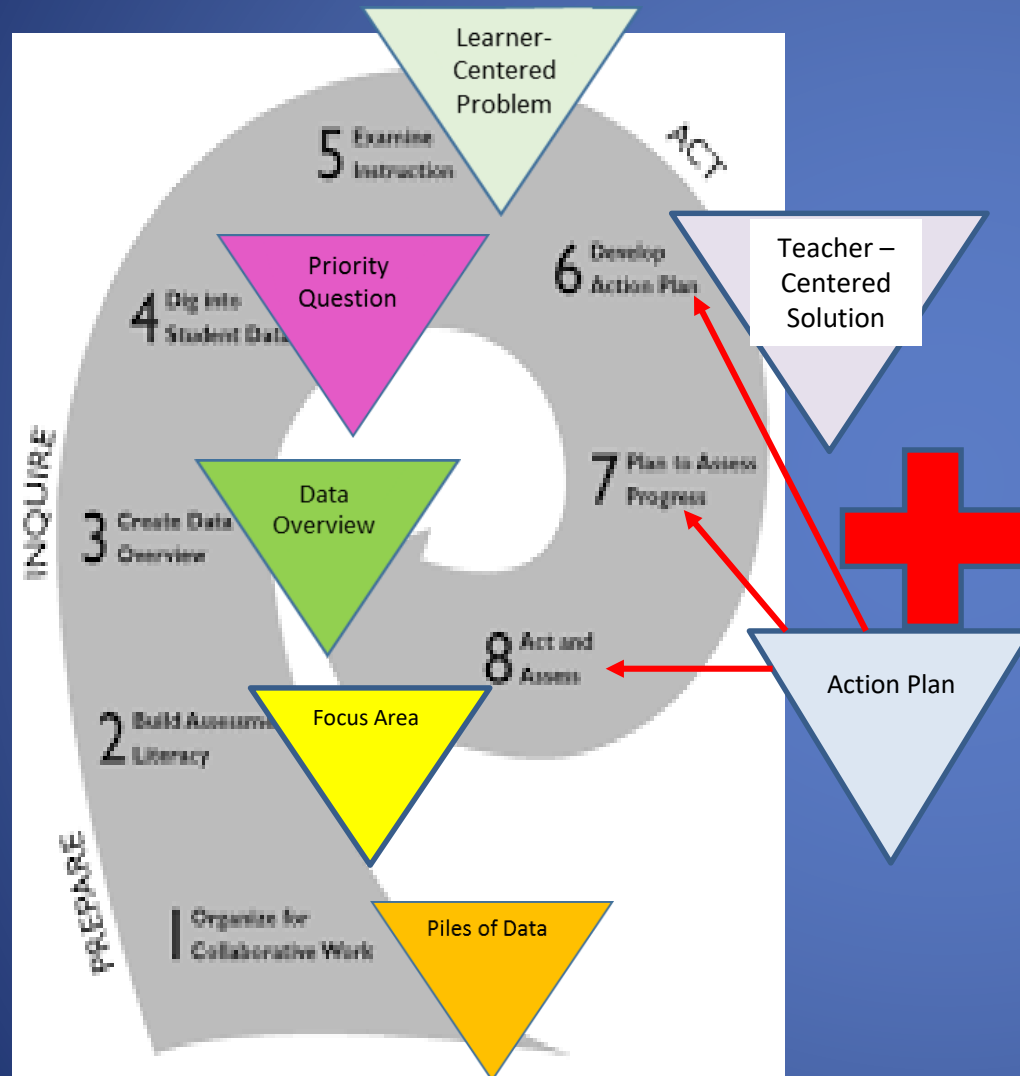 Learner-
Centered
Problem
ACT
5 Examine
Instruction
Priority
Question
6 Develop
Action Plan
Teacher –
Centered
Solution
4 Dig into
Student Data
INQUIRE
Data
Overview
7 Plan to Assess
Progress
3 Create Data
Overview
8 Act and
Assess
Action Plan
Focus Area
2 Build Assessm
Literacy
PREPARE
1 Organize for
Collaborative Work
Piles of Data